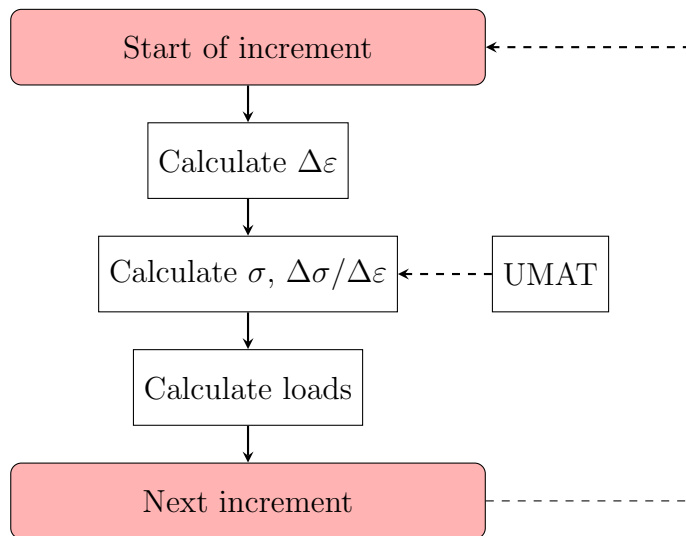 Start of increment
Calculate Δε
Calculate σ, Δσ/Δε
UMAT
Calculate loads
Next increment